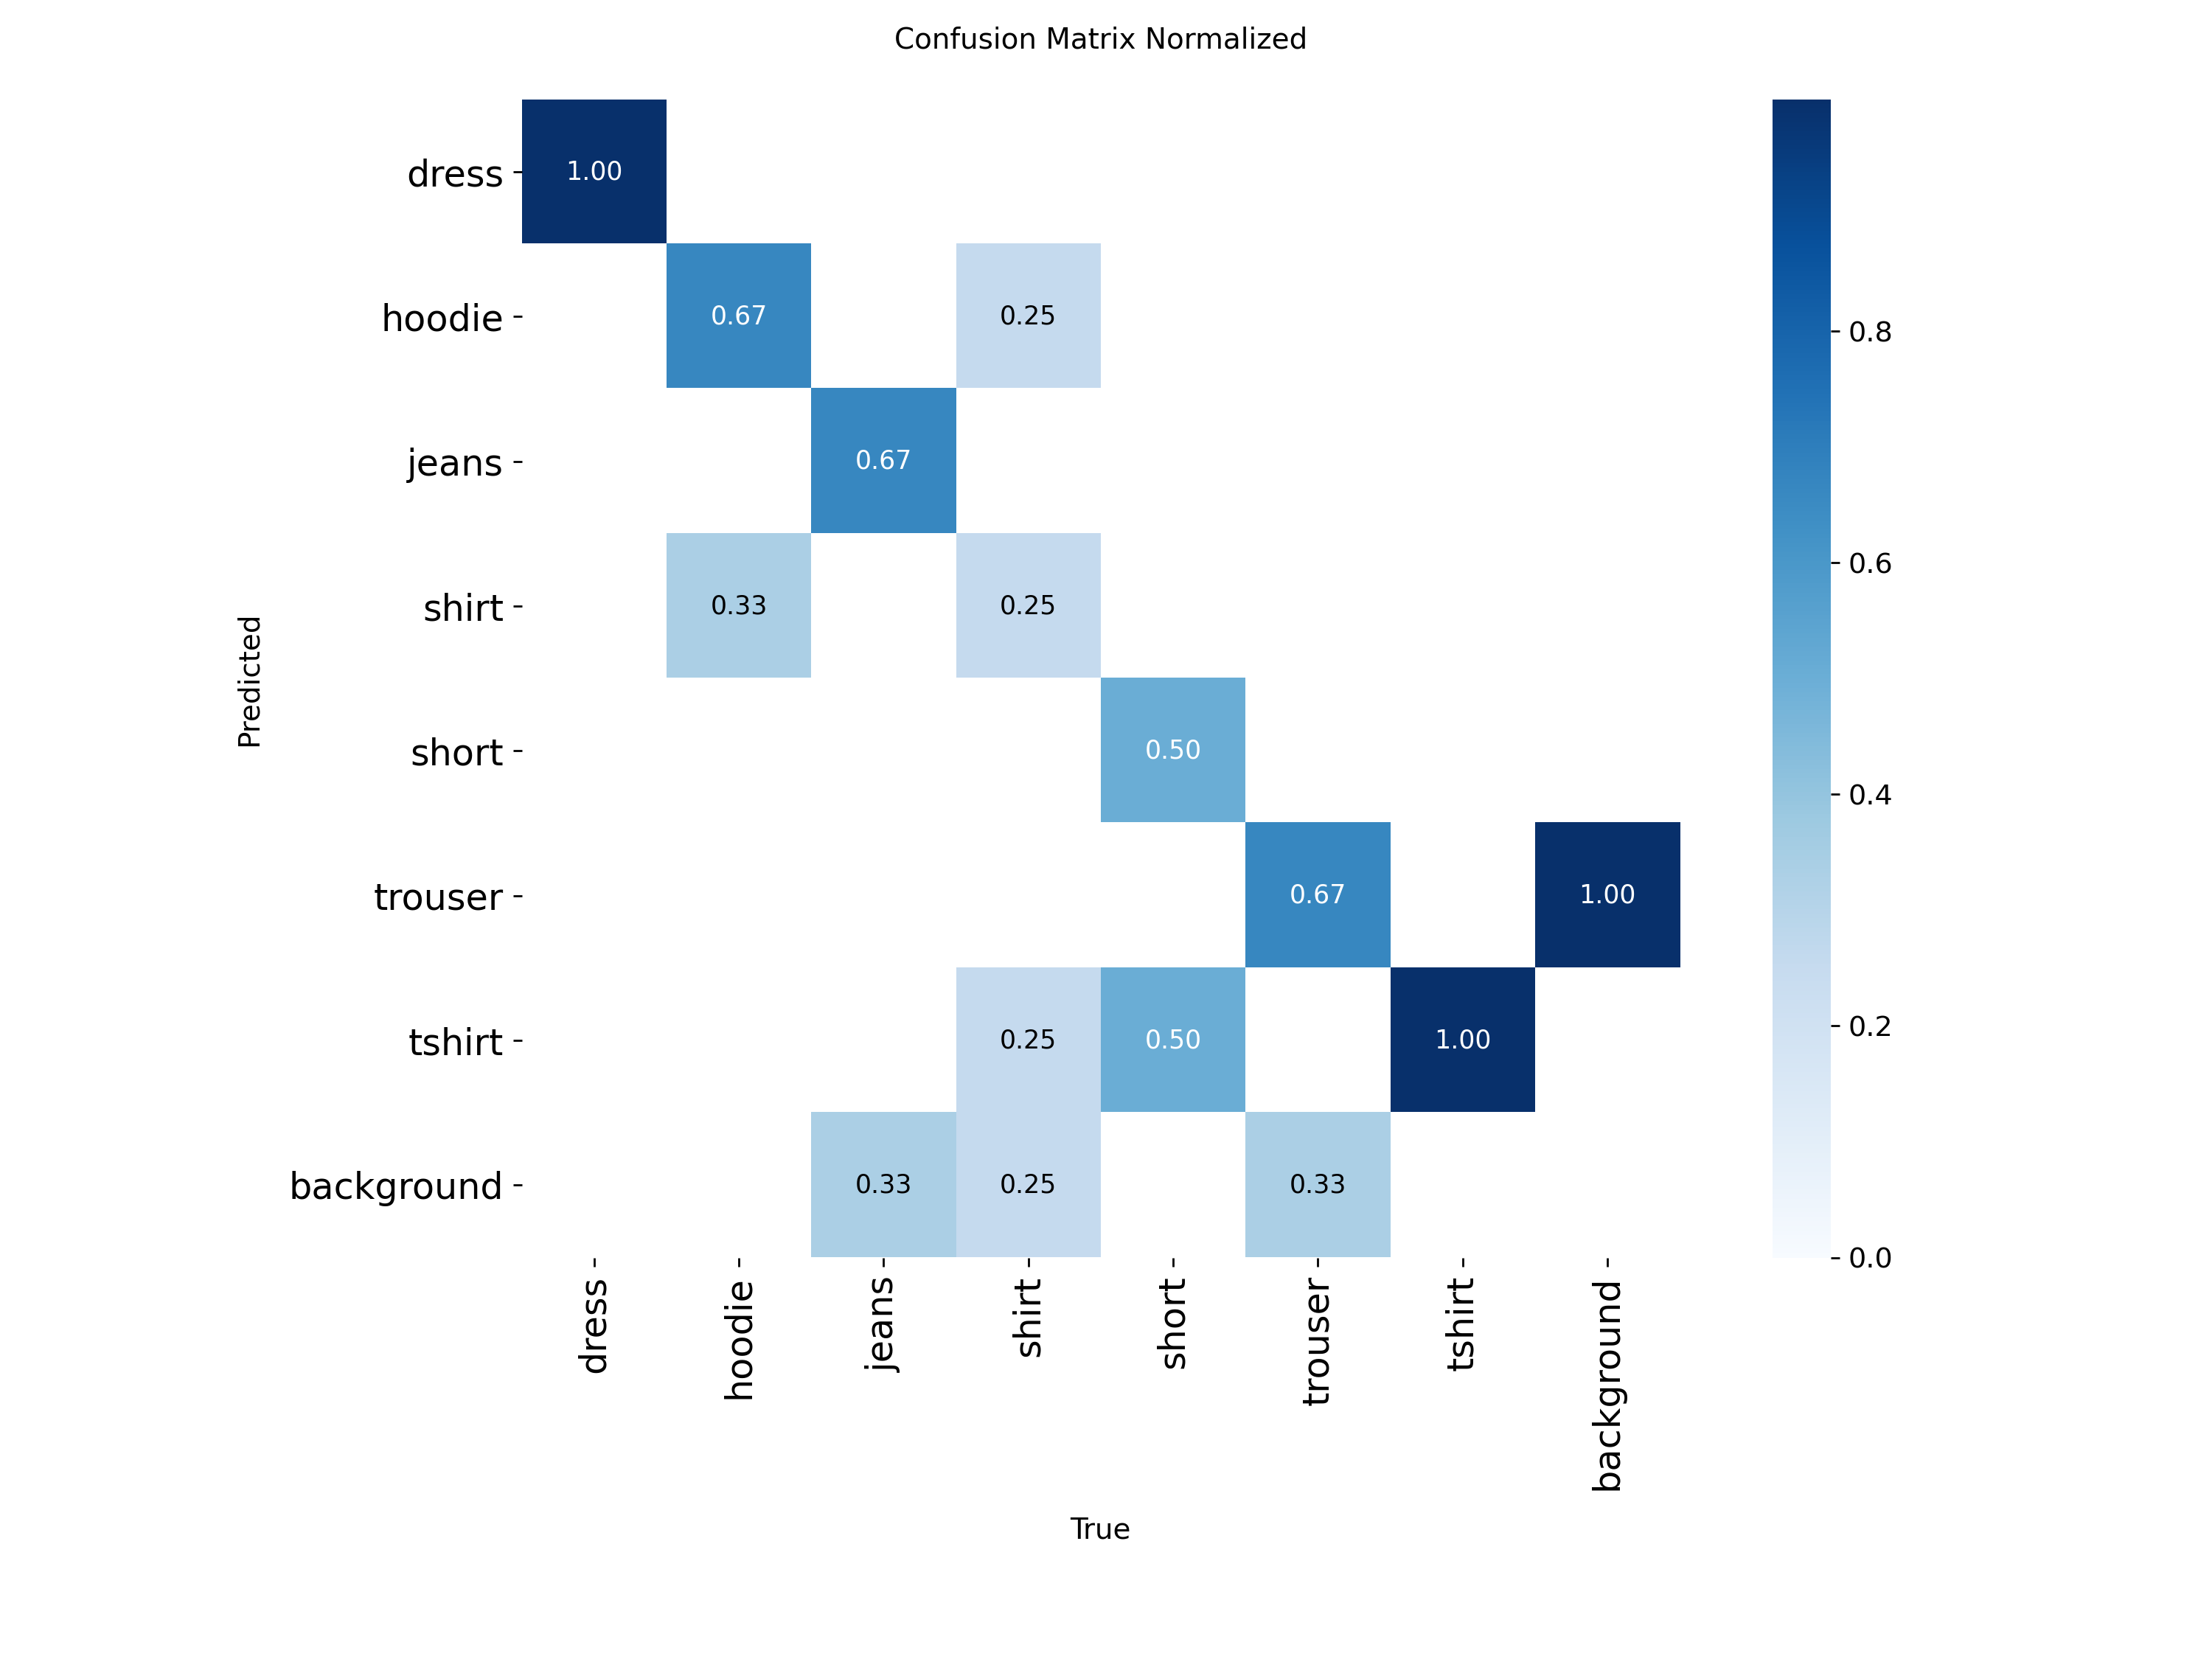 Confusion Matrix Normalized
dress
1.00
hoodie
0.67
0.25
0.8
jeans
0.67
0.6
shirt
0.33
0.25
Predicted
short
0.50
0.4
trouser
0.67
1.00
tshirt
0.25
0.50
1.00
0.2
background
0.33
0.25
0.33
0.0
dress
hoodie
jeans
shirt
short
trouser
tshirt
background
True